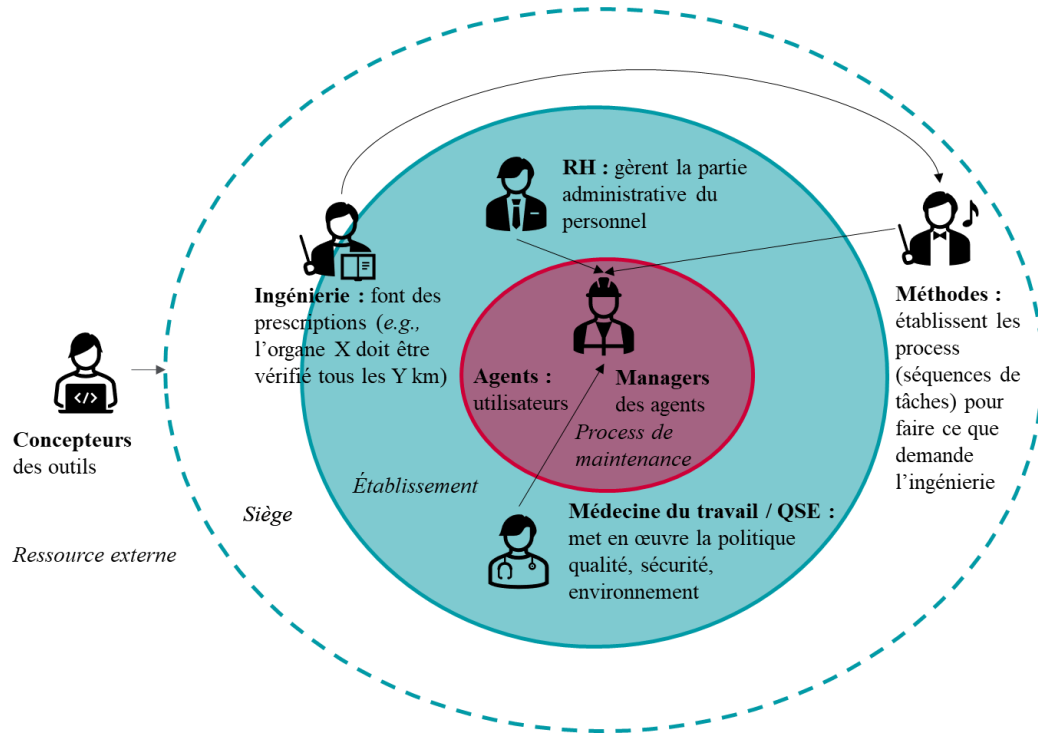 RH : gèrent la partie
administrative du
personnel
Ingénierie : font des
prescriptions (e.g.,
l'organe X doit être
vérifié tous les Y km)
Méthodes :
établissent les
process
(séquences de
tâches) pour
faire ce que
demande
l'ingénierie
Agents :
utilisateurs
Managers
des agents
Process de
maintenance
Concepteurs
des outils
Établissement
Siège
Ressource externe
Médecine du travail / QSE :
met en œuvre la politique
qualité, sécurité,
environnement